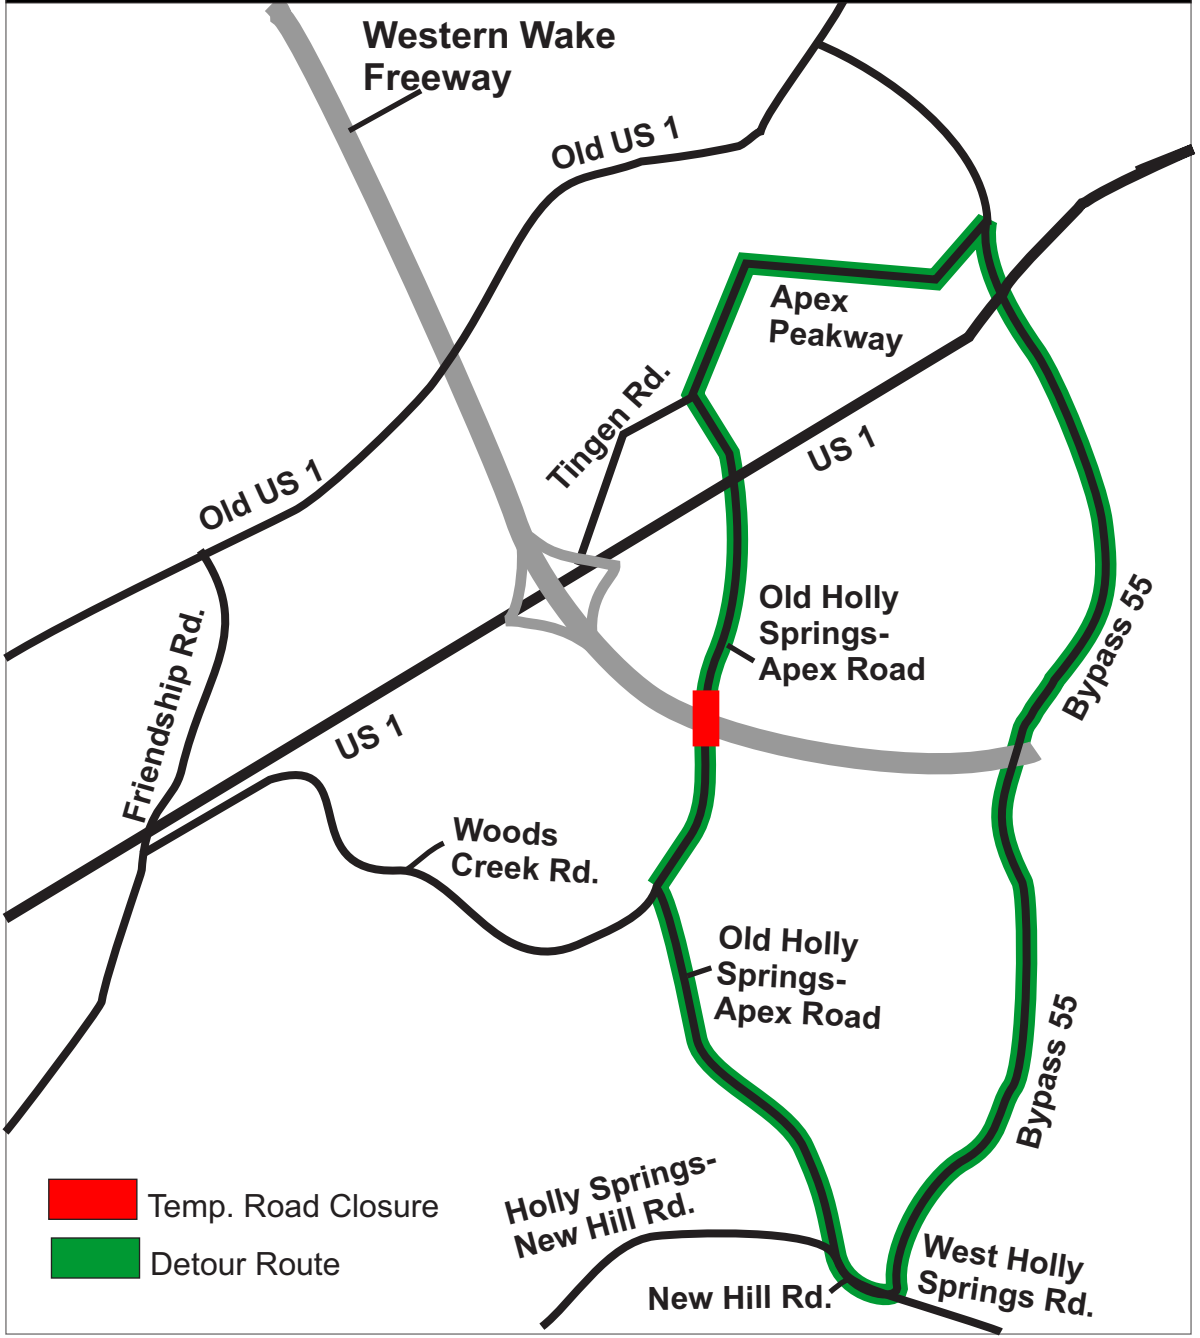 Western Wake
Freeway
Old US 1
Apex
Peakway
Tingen Rd.
US 1
Old US 1
Old Holly
Springs-
Apex Road
Bypass 55
Friendship Rd.
US 1
Woods
Creek Rd.
Old Holly
Springs-
Apex Road
Bypass 55
Holly Springs-
New Hill Rd.
Temp. Road Closure
Detour Route
West Holly
Springs Rd.
New Hill Rd.